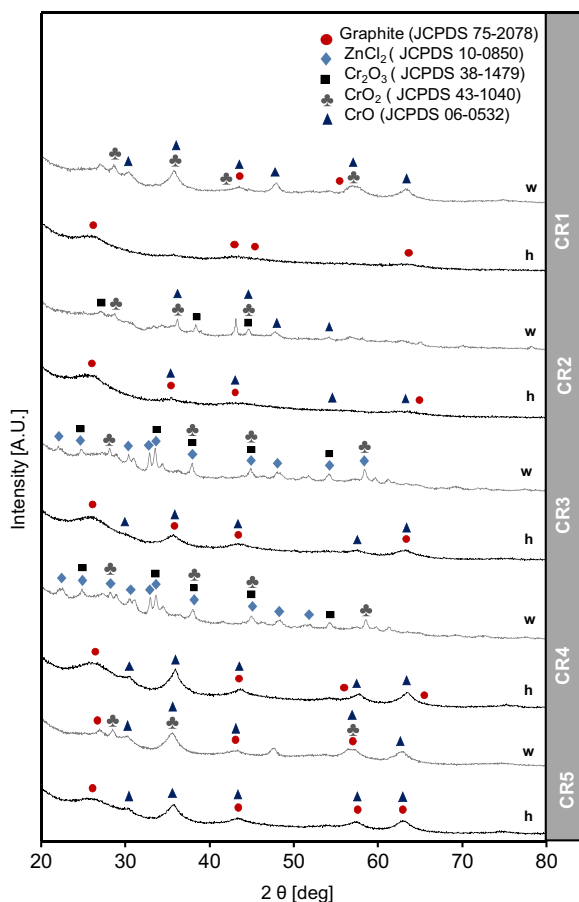 Graphite (JCPDS 75-2078)
ZnCl₂ ( JCPDS 10-0850)
Cr₂O₃ ( JCPDS 38-1479)
CrO₂ ( JCPDS 43-1040)
CrO (JCPDS 06-0532)
w
CR1
h
w
CR2
h
w
CR3
h
w
CR4
h
w
CR5
h
Intensity [A.U.]
20 30 40 50 60 70 80
2 θ [deg]